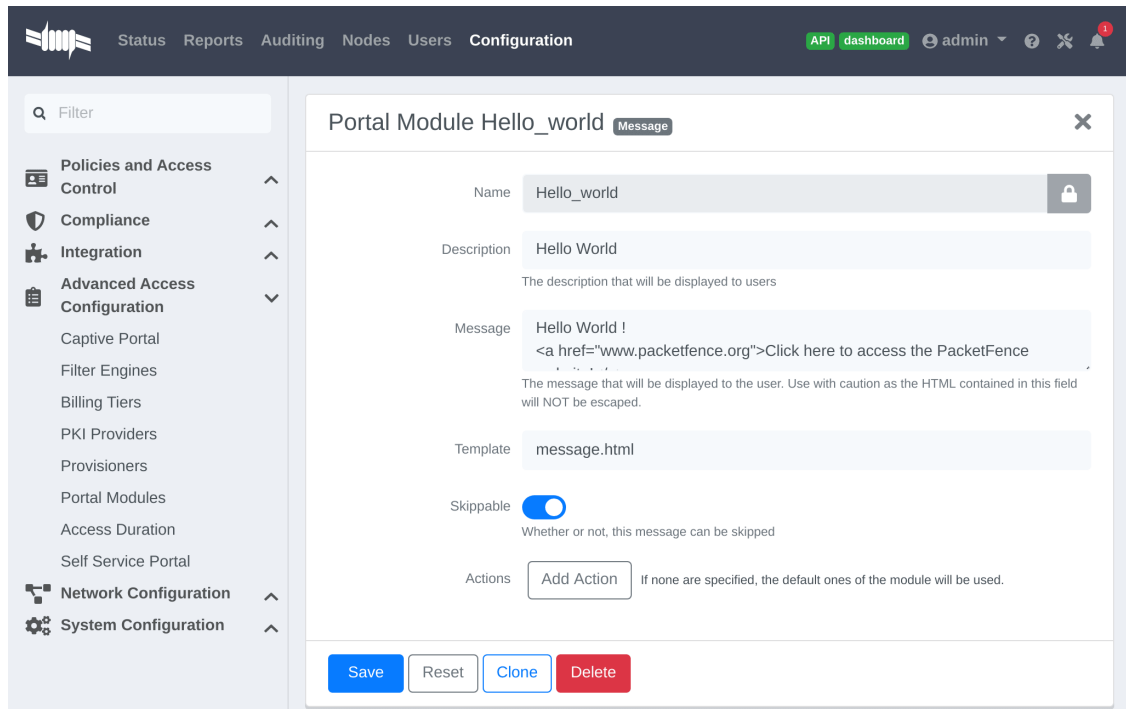 Status Reports Auditing Nodes Users Configuration API dashboard admin 1
Filter
Policies and Access
Control
Compliance
Integration
Advanced Access
Configuration
Captive Portal
Filter Engines
Billing Tiers
PKI Providers
Provisioners
Portal Modules
Access Duration
Self Service Portal
Network Configuration
System Configuration
Portal Module Hello_world Message
Name Hello_world
Description Hello World
The description that will be displayed to users
Message Hello World !
<a href="www.packetfence.org">Click here to access the PacketFence
The message that will be displayed to the user. Use with caution as the HTML contained in this field
will NOT be escaped.
Template message.html
Skippable
Whether or not, this message can be skipped
Actions Add Action If none are specified, the default ones of the module will be used.
Save Reset Clone Delete